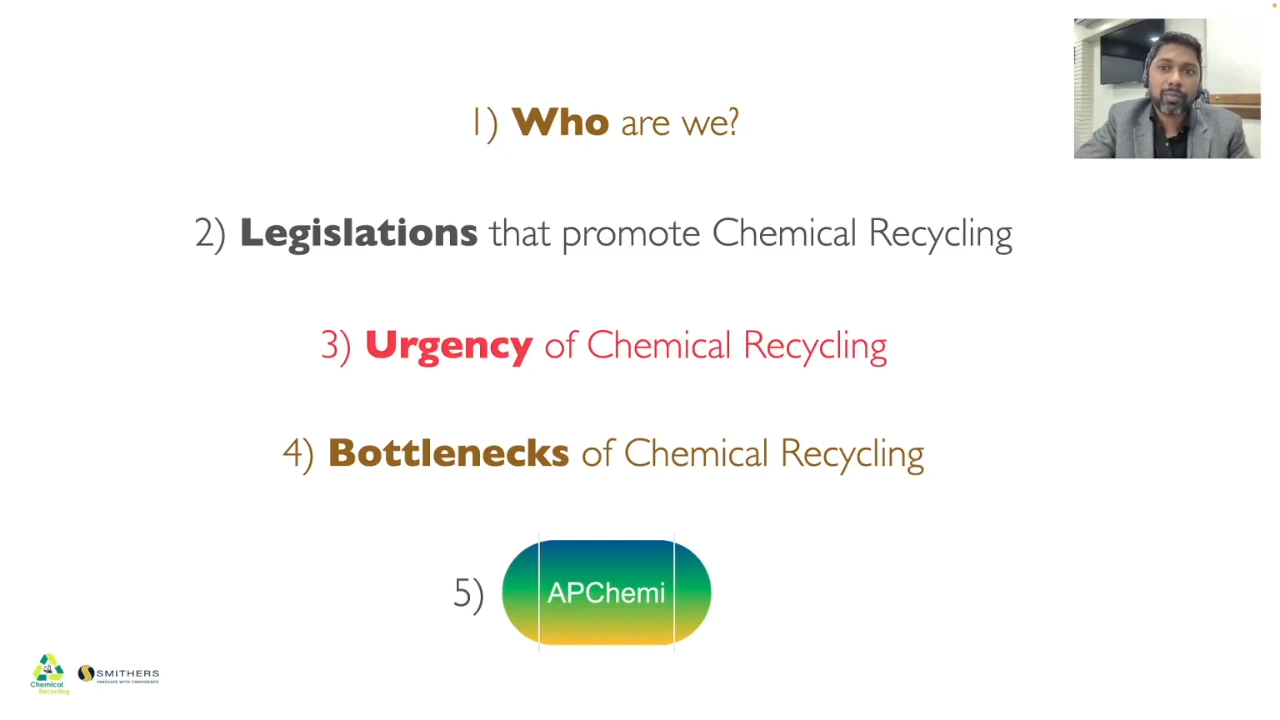 1) Who are we?
2) Legislations that promote Chemical Recycling
3) Urgency of Chemical Recycling
4) Bottlenecks of Chemical Recycling
5) APChemi
Chemical
Recycling
SMITHERS
INNOVATE WITH CONFIDENCE